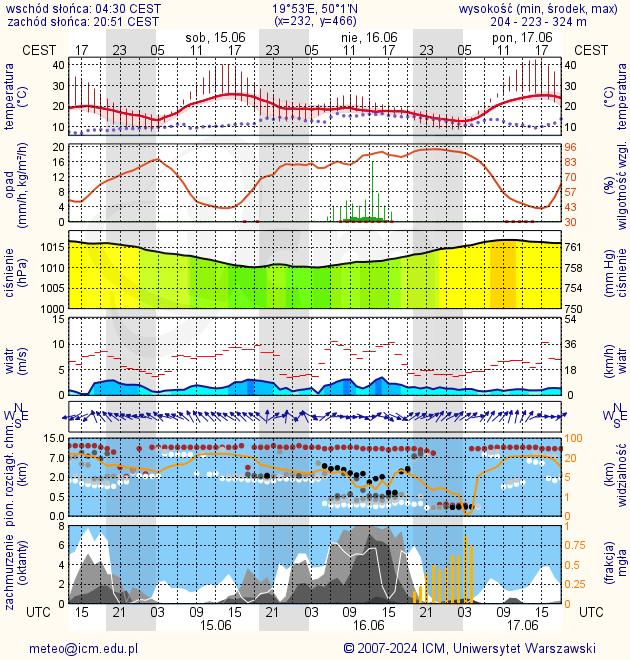 wschód słońca: 04:30 CEST 19°53'E, 50°1'N wysokość (min, środek, max)
zachód słońca: 20:51 CEST (x=232, y=466) 204 - 223 - 324 m
sob, 15.06 nie, 16.06 pon, 17.06
CEST 17 23 05 11 17 23 05 11 17 23 05 11 17 CEST
temperatura (°C) 40 30 20 10 40 30 20 10 temperatura (°C)
opad (mm/h, kg/m²/h) 20 16 12 8 4 0 96 83 70 57 43 30 (%) wilgotność wzgl.
ciśnienie (hPa) 1015 1010 1005 1000 761 758 754 750 (mm Hg) ciśnienie
wiatr (m/s) 15 10 5 0 54 36 18 0 (km/h) wiatr
N W E S N W E S
pion. rozciągł. chm. (km) 15.0 7.0 2.0 0.5 0.0 100 20 5 1 0 (km) widzialność
zachmurzenie (oktanty) 8 6 4 2 0 1 0.75 0.5 0.25 0 (frakcja) mgła
UTC 15 21 03 09 15 21 03 09 15 21 03 09 15 UTC
15.06 16.06 17.06
meteo@icm.edu.pl © 2007-2024 ICM, Uniwersytet Warszawski